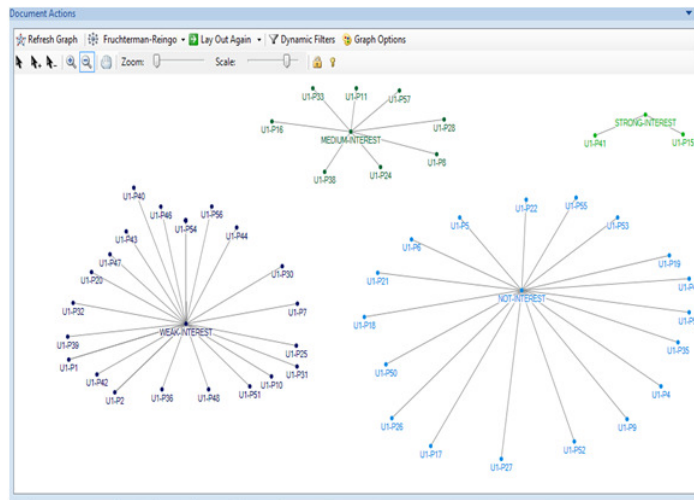 Document Actions
Refresh Graph
Fruchterman-Reingo
Lay Out Again
Dynamic Filters
Graph Options
Zoom:
Scale:
U1-P33
U1-P11
U1-P57
U1-P16
U1-P28
MEDIUM-INTEREST
U1-P8
U1-P38
U1-P24
STRONG-INTEREST
U1-P41
U1-P15
U1-P40
U1-P46
U1-P56
U1-P54
U1-P43
U1-P44
U1-P47
U1-P20
U1-P30
U1-P32
U1-P7
WEAK-INTEREST
U1-P39
U1-P25
U1-P1
U1-P31
U1-P42
U1-P10
U1-P2
U1-P36
U1-P48
U1-P51
U1-P22
U1-P55
U1-P5
U1-P53
U1-P6
U1-P19
U1-P21
NOT-INTEREST
U1-P18
U1-P35
U1-P50
U1-P4
U1-P26
U1-P9
U1-P17
U1-P52
U1-P27